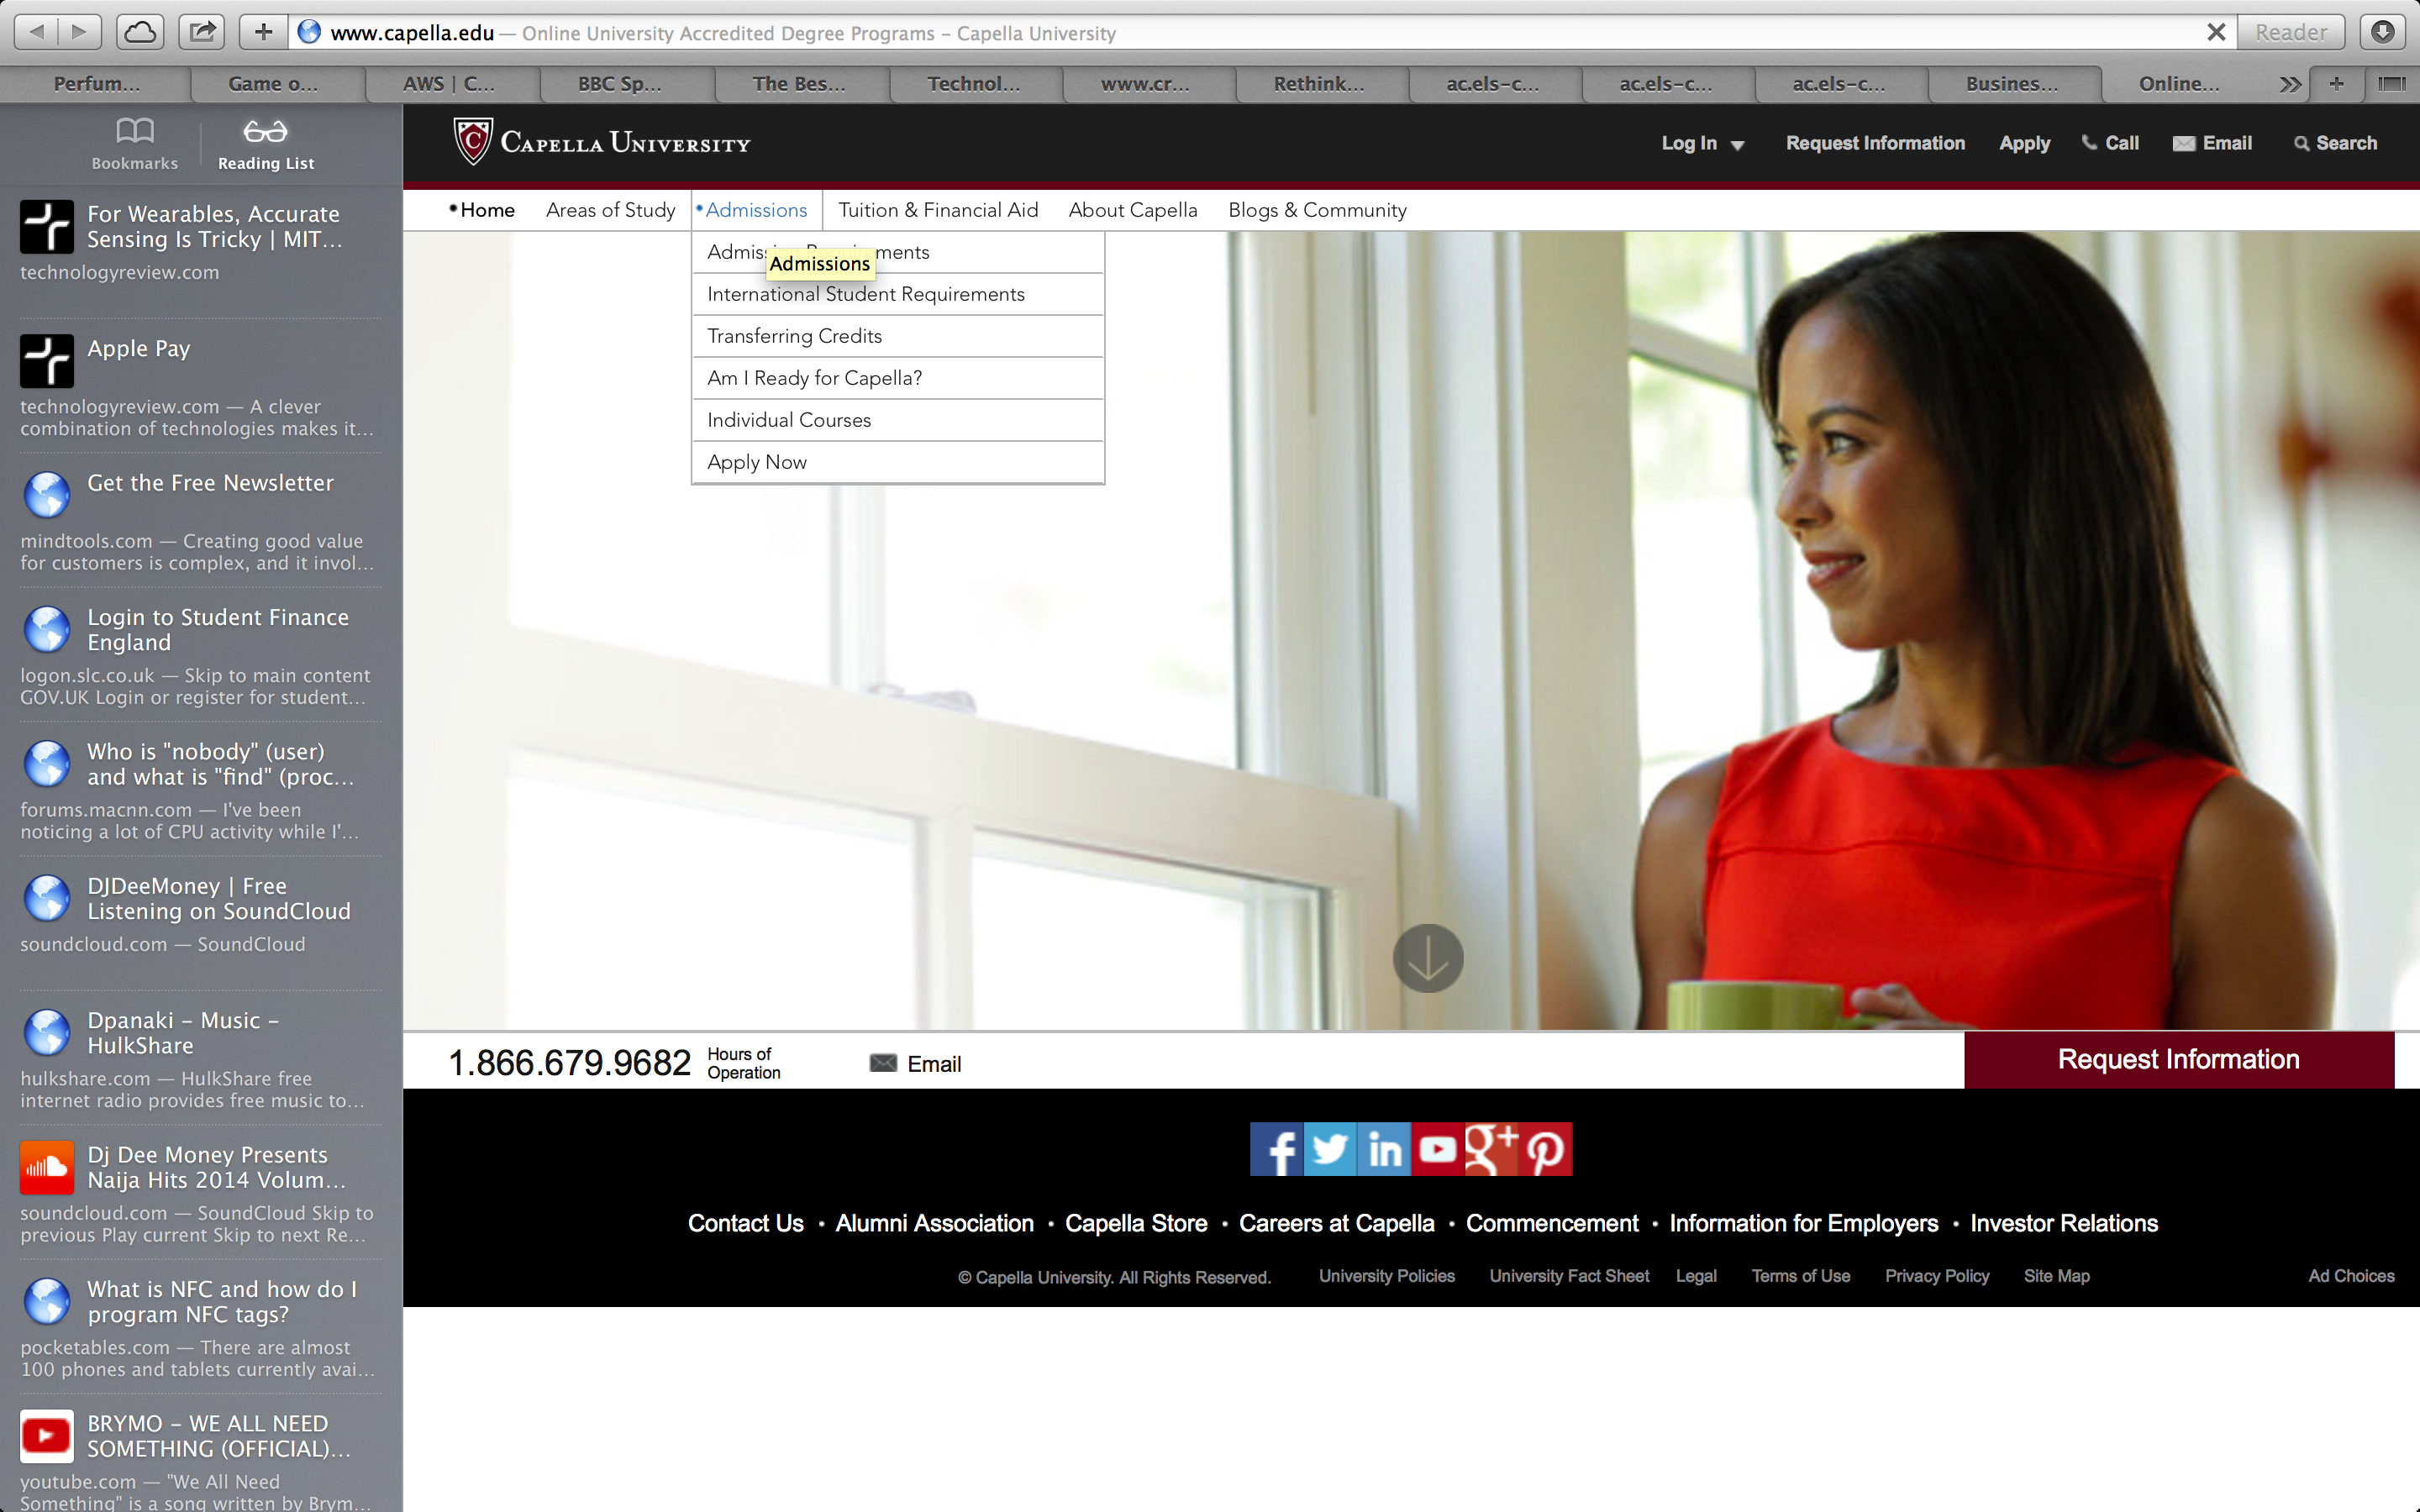 www.capella.edu — Online University Accredited Degree Programs – Capella University
Reader
Perfum...
Game o...
AWS | C...
BBC Sp...
The Bes...
Technol...
www.cr...
Rethink...
ac.els-c...
ac.els-c...
ac.els-c...
Busines...
Online...
Bookmarks
Reading List
For Wearables, Accurate
Sensing Is Tricky | MIT...
technologyreview.com
Apple Pay
technologyreview.com — A clever
combination of technologies makes it...
Get the Free Newsletter
mindtools.com — Creating good value
for customers is complex, and it invol...
Login to Student Finance
England
logon.slc.co.uk — Skip to main content
GOV.UK Login or register for student...
Who is "nobody" (user)
and what is "find" (proc...
forums.macnn.com — I've been
noticing a lot of CPU activity while I'...
DJDeeMoney | Free
Listening on SoundCloud
soundcloud.com — SoundCloud
Dpanaki – Music –
HulkShare
hulkshare.com — HulkShare free
internet radio provides free music to...
Dj Dee Money Presents
Naija Hits 2014 Volum...
soundcloud.com — SoundCloud Skip to
previous Play current Skip to next Re...
What is NFC and how do I
program NFC tags?
pocketables.com — There are almost
100 phones and tablets currently avai...
BRYMO – WE ALL NEED
SOMETHING (OFFICIAL)...
youtube.com — "We All Need
Something" is a song written by Brym...
C CAPELLA UNIVERSITY
Log In
Request Information
Apply
Call
Email
Search
Home
Areas of Study
Admissions
Tuition & Financial Aid
About Capella
Blogs & Community
Admissions
International Student Requirements
Transferring Credits
Am I Ready for Capella?
Individual Courses
Apply Now
1.866.679.9682
Hours of
Operation
Email
Request Information
f in g+ p
Contact Us • Alumni Association • Capella Store • Careers at Capella • Commencement • Information for Employers • Investor Relations
© Capella University. All Rights Reserved. University Policies University Fact Sheet Legal Terms of Use Privacy Policy Site Map Ad Choices